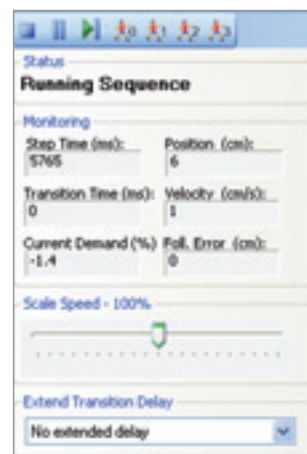 Status
Running Sequence
Monitoring
Step Time (ms): Position (cm):
5765 6
Transition Time (ms): Velocity (cm/s):
0 1
Current Demand (%) Foll. Error (cm):
-1.4 0
Scale Speed - 100%
Extend Transition Delay
No extended delay